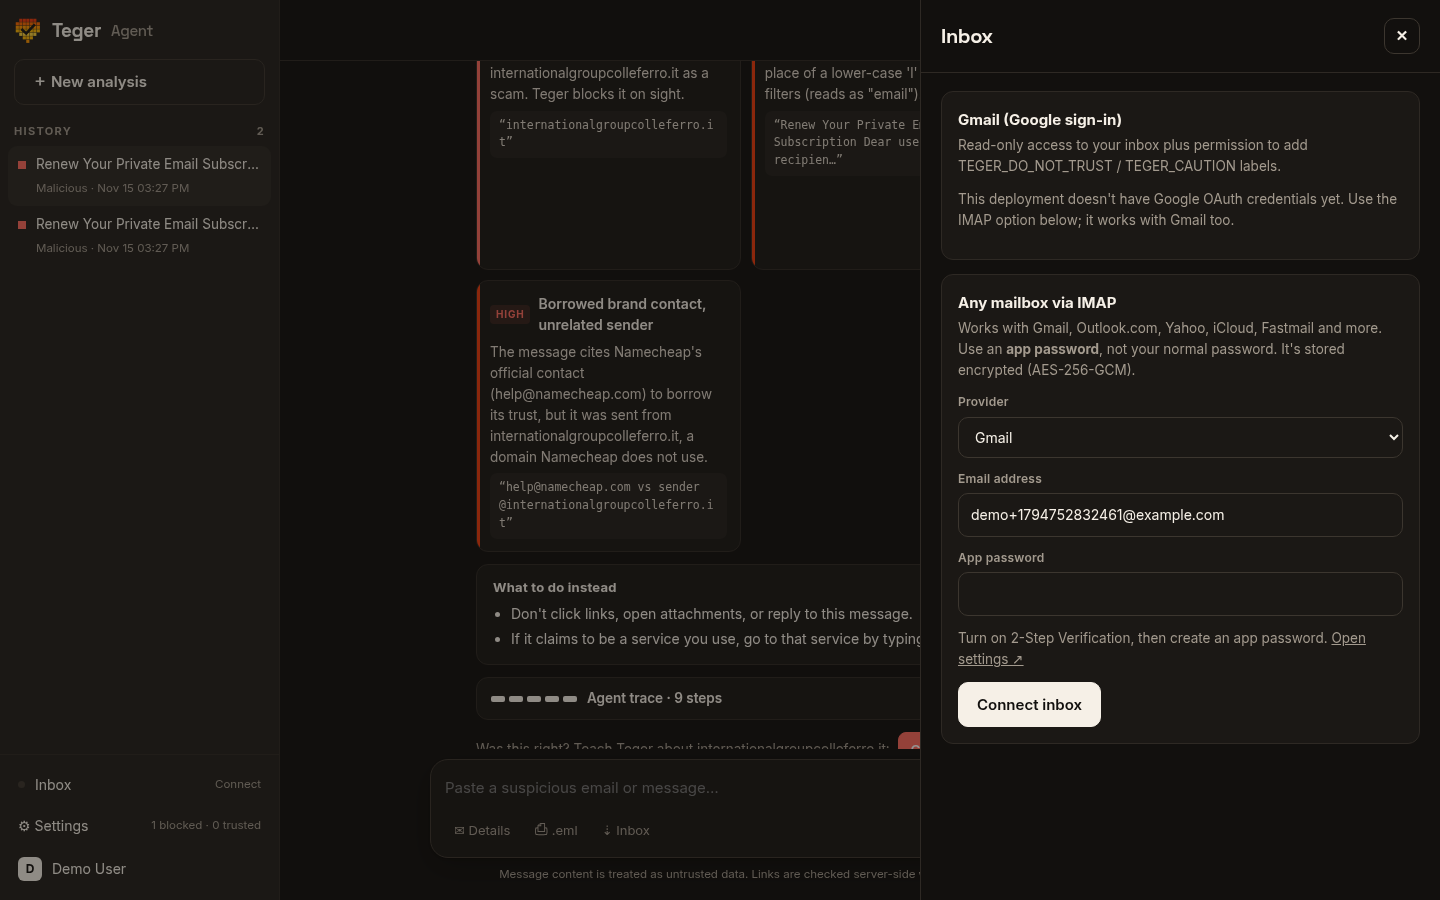 Teger Agent
+ New analysis
HISTORY 2
Renew Your Private Email Subscr...
Malicious · Nov 15 03:27 PM
Renew Your Private Email Subscr...
Malicious · Nov 15 03:27 PM
Inbox Connect
⚙ Settings 1 blocked · 0 trusted
D Demo User
internationalgroupcolleferro.it as a
scam. Teger blocks it on sight.
“internationalgroupcolleferro.i
t”
place of a lower-case 'l'
filters (reads as "email")
“Renew Your Private E
Subscription Dear use
recipien…”
HIGH
Borrowed brand contact,
unrelated sender
The message cites Namecheap's
official contact
(help@namecheap.com) to borrow
its trust, but it was sent from
internationalgroupcolleferro.it, a
domain Namecheap does not use.
“help@namecheap.com vs sender
@internationalgroupcolleferro.i
t”
What to do instead
• Don't click links, open attachments, or reply to this message.
• If it claims to be a service you use, go to that service by typing
Agent trace · 9 steps
Was this right? Teach Teger about internationalgroupcolleferro.it:
Paste a suspicious email or message...
✉ Details
.eml
⇣ Inbox
Message content is treated as untrusted data. Links are checked server-side
Inbox
✕
Gmail (Google sign-in)
Read-only access to your inbox plus permission to add
TEGER_DO_NOT_TRUST / TEGER_CAUTION labels.
This deployment doesn't have Google OAuth credentials yet. Use the
IMAP option below; it works with Gmail too.
Any mailbox via IMAP
Works with Gmail, Outlook.com, Yahoo, iCloud, Fastmail and more.
Use an app password, not your normal password. It's stored
encrypted (AES-256-GCM).
Provider
Gmail
Email address
demo+1794752832461@example.com
App password
Turn on 2-Step Verification, then create an app password. Open
settings ↗
Connect inbox